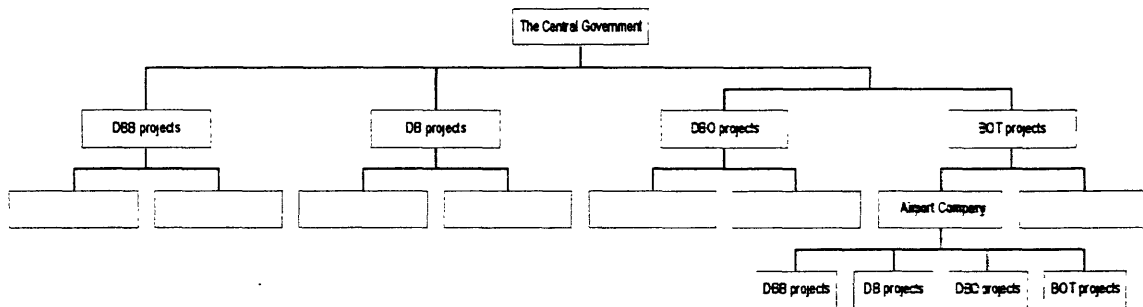 The Central Government
DBB projects
DB projects
DBO projects
BOT projects
Airport Company
DBB projects
DB projects
DBO projects
BOT projects